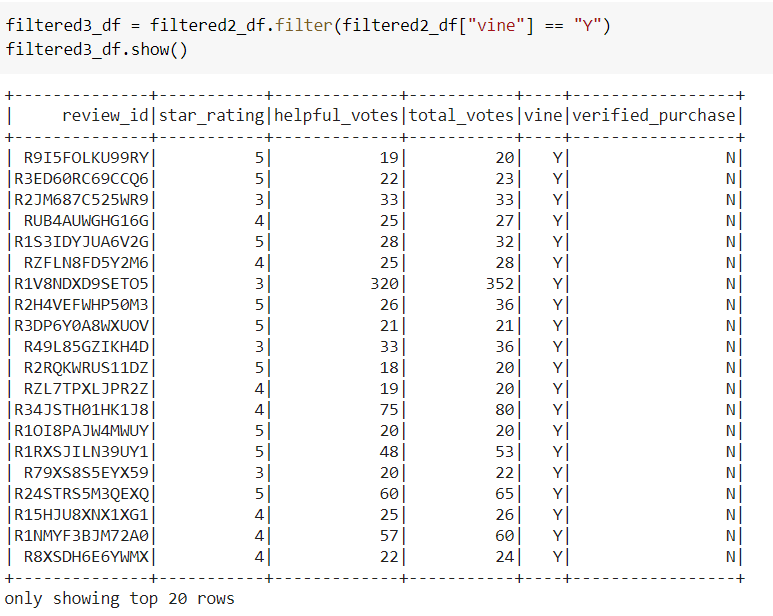 filtered3_df = filtered2_df.filter(filtered2_df["vine"] == "Y")
filtered3_df.show()
+--------------+-----------+-------------+-----------+----+-----------------+
|     review_id|star_rating|helpful_votes|total_votes|vine|verified_purchase|
+--------------+-----------+-------------+-----------+----+-----------------+
| R9I5FOLKU99RY|          5|           19|         20|   Y|                N|
|R3ED60RC69CCQ6|          5|           22|         23|   Y|                N|
|R2JM687C525WR9|          3|           33|         33|   Y|                N|
| RUB4AUWGHG16G|          4|           25|         27|   Y|                N|
|R1S3IDYJUA6V2G|          5|           28|         32|   Y|                N|
| RZFLN8FD5Y2M6|          4|           25|         28|   Y|                N|
|R1V8NDXD9SETO5|          3|          320|        352|   Y|                N|
|R2H4VEFWHP50M3|          5|           26|         36|   Y|                N|
|R3DP6Y0A8WXUOV|          5|           21|         21|   Y|                N|
| R49L85GZIKH4D|          3|           33|         36|   Y|                N|
|R2RQKWRUS11DZ|          5|           18|         20|   Y|                N|
| RZL7TPXLJPR2Z|          4|           19|         20|   Y|                N|
|R34JSTH01HK1J8|          4|           75|         80|   Y|                N|
|R1OI8PAJW4MWUY|          5|           20|         20|   Y|                N|
|R1RXSJILN39UY1|          5|           48|         53|   Y|                N|
| R79XS8S5EYX59|          3|           20|         22|   Y|                N|
|R24STRS5M3QEXQ|          5|           60|         65|   Y|                N|
|R15HJU8XNX1XG1|          4|           25|         26|   Y|                N|
|R1NMYF3BJM72A0|          4|           57|         60|   Y|                N|
| R8XSDH6E6YWMX|          4|           22|         24|   Y|                N|
+--------------+-----------+-------------+-----------+----+-----------------+
only showing top 20 rows